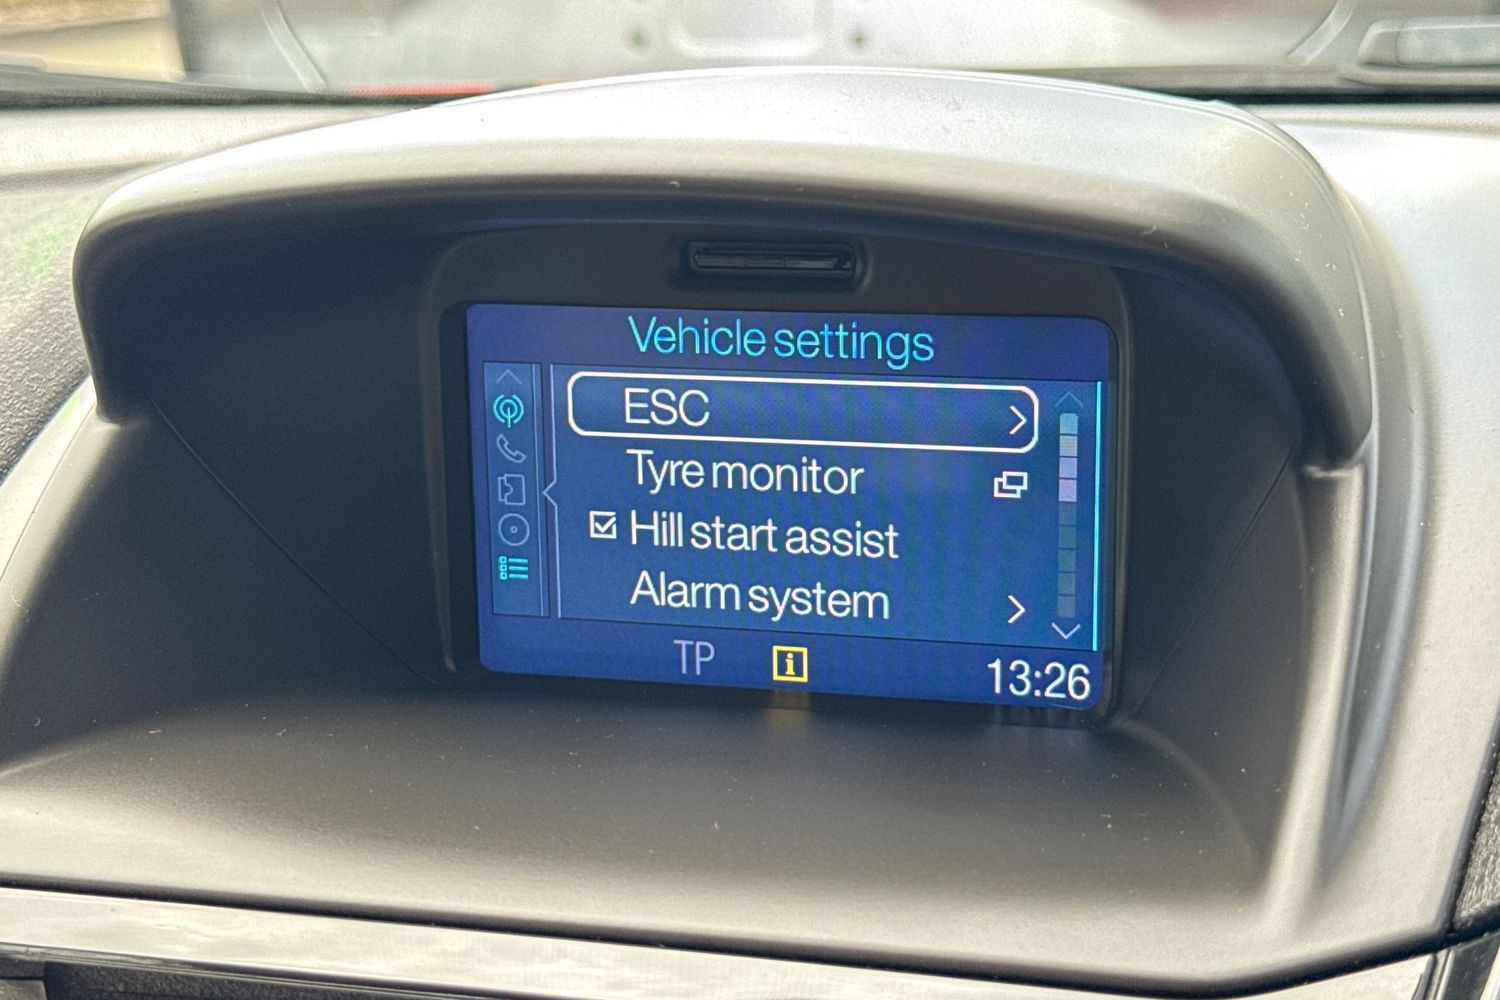 Vehicle settings
ESC
Tyre monitor
Hill start assist
Alarm system
TP
i
13:26